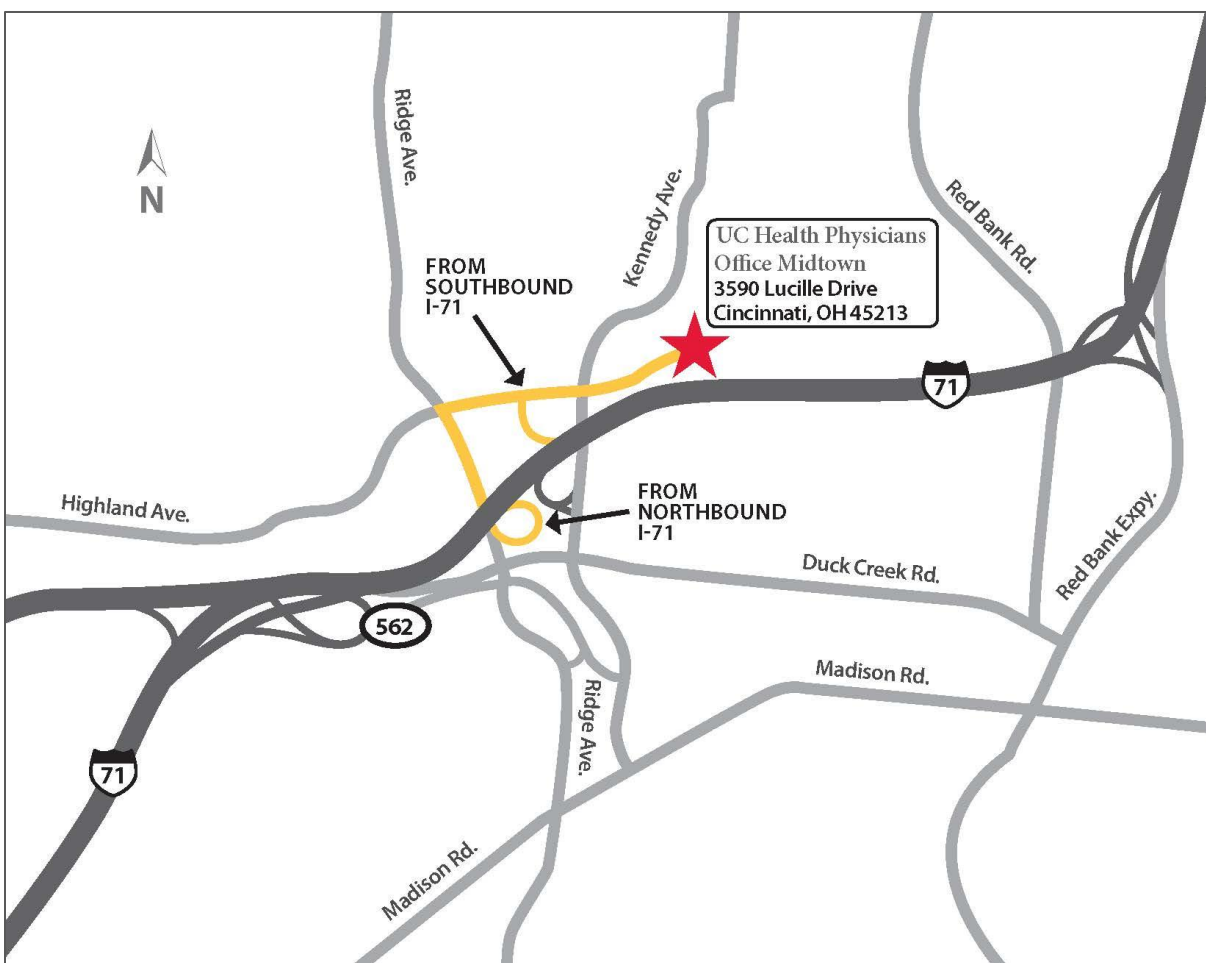 Ridge Ave.
N
Kennedy Ave.
Red Bank Rd.
UC Health Physicians
Office Midtown
3590 Lucille Drive
Cincinnati, OH 45213
FROM
SOUTHBOUND
I-71
71
Highland Ave.
FROM
NORTHBOUND
I-71
Red Bank Expy.
Duck Creek Rd.
562
Madison Rd.
Ridge Ave.
71
Madison Rd.